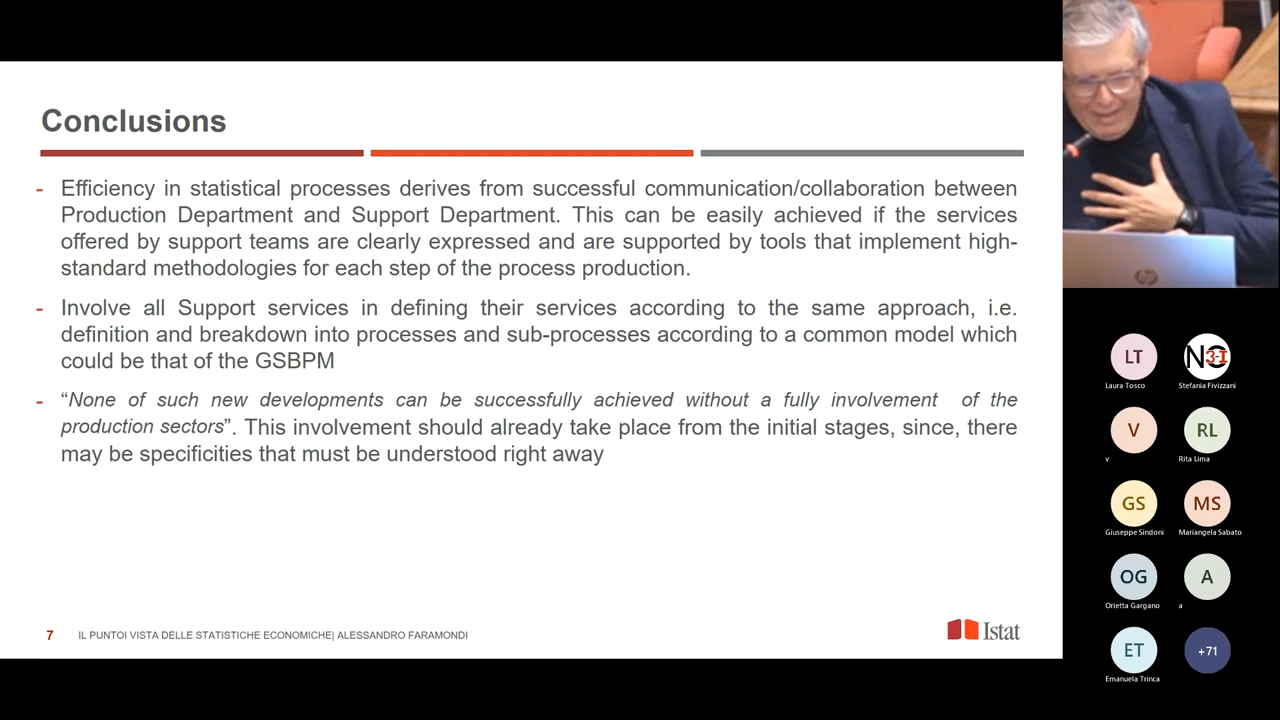 Conclusions
- Efficiency in statistical processes derives from successful communication/collaboration between
Production Department and Support Department. This can be easily achieved if the services
offered by support teams are clearly expressed and are supported by tools that implement high-
standard methodologies for each step of the process production.
- Involve all Support services in defining their services according to the same approach, i.e.
definition and breakdown into processes and sub-processes according to a common model which
could be that of the GSBPM
- “None of such new developments can be successfully achieved without a fully involvement of the
production sectors”. This involvement should already take place from the initial stages, since, there
may be specificities that must be understood right away
7 IL PUNTOI VISTA DELLE STATISTICHE ECONOMICHE| ALESSANDRO FARAMONDI
Istat
hp
LT
Laura Tosco
N 3-I
Stefania Fivizzani
V
v
RL
Rita Lima
GS
Giuseppe Sindoni
MS
Mariangela Sabato
OG
Orietta Gargano
A
a
ET
Emanuela Trinca
+71